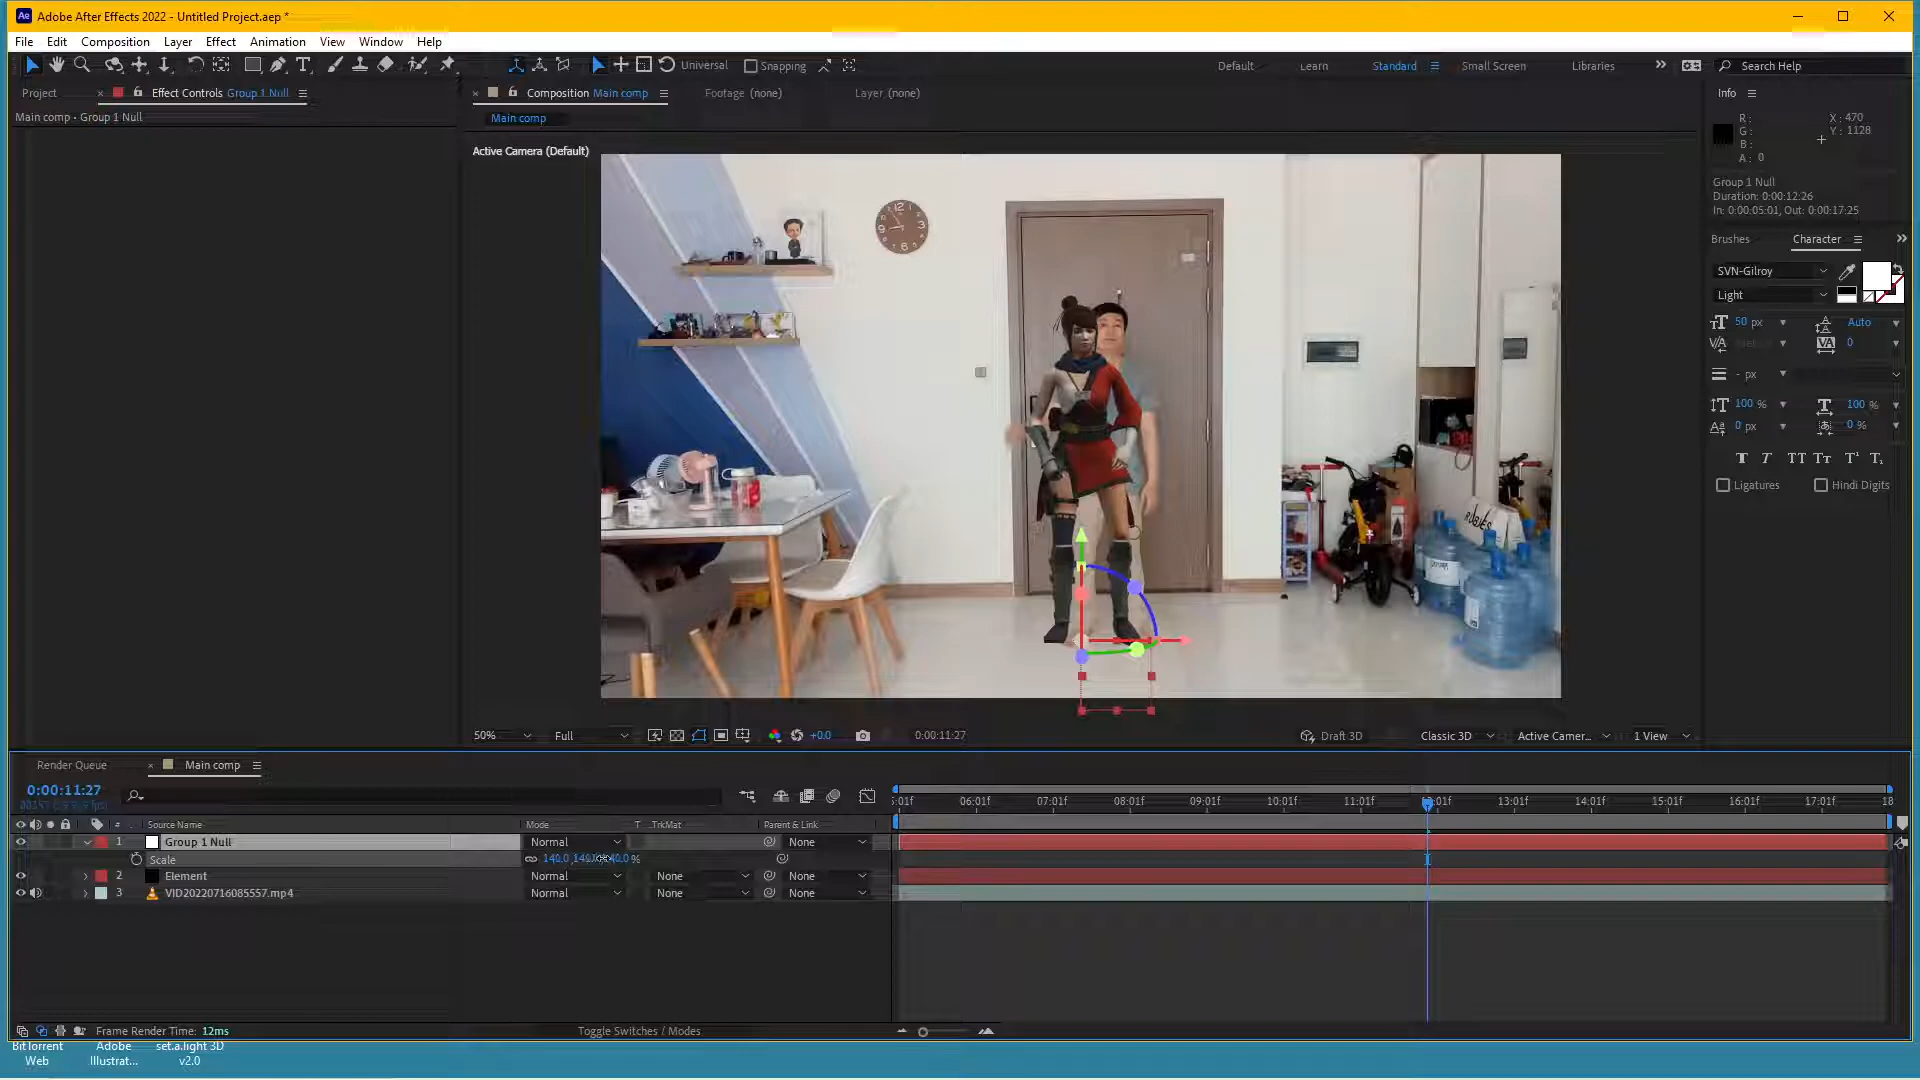 Adobe After Effects 2022 - Untitled Project.aep *
File Edit Composition Layer Effect Animation View Window Help
Universal Snapping Default Learn Standard Small Screen Libraries Search Help
Project Effect Controls Group 1 Null
Composition Main comp Footage (none) Layer (none)
Info
Main comp • Group 1 Null
Main comp
R : X : 470
G : Y : 1128
B :
A : 0
Active Camera (Default)
Group 1 Null
Duration: 0:00:12:26
In: 0:00:05:01, Out: 0:00:17:25
Brushes Character
SVN-Gilroy
Light
50 px Auto
0
- px
100 % 100 %
0 px 0 %
Ligatures Hindi Digits
50% Full +0.0 0:00:11:27 Draft 3D Classic 3D Active Camer... 1 View
Render Queue Main comp
0:00:11:27
5:01f 06:01f 07:01f 08:01f 09:01f 10:01f 11:01f 12:01f 13:01f 14:01f 15:01f 16:01f 17:01f 18
# Source Name Mode T TrkMat Parent & Link
1 Group 1 Null Normal None
Scale 140.0
2 Element Normal None None
3 VID20220716085557.mp4 Normal None None
Frame Render Time: 12ms Toggle Switches / Modes
BitTorrent Web
Adobe Illustrat...
set.a.light 3D v2.0